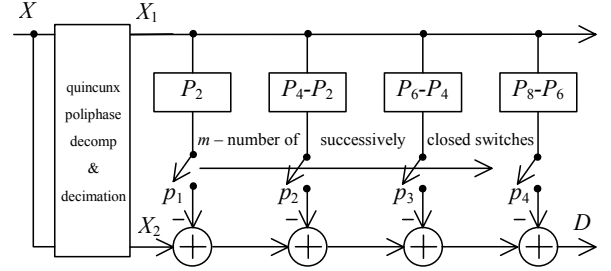 X
X₁
quincunx
poliphase
decomp
&
decimation
P₂
P₄-P₂
P₆-P₄
P₈-P₆
m – number of successively closed switches
p₁
p₂
p₃
p₄
X₂
− − − −
+ + + +
D